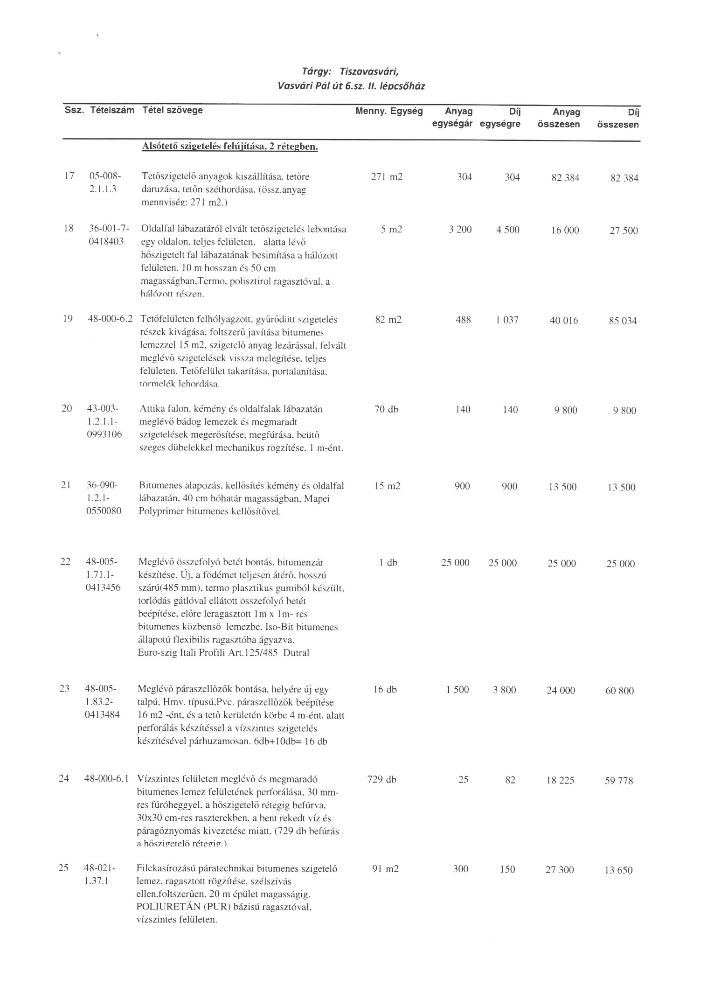 Tárgy: Tiszavasvári,
Vasvári Pál út 6.sz. II. lépcsőház
Ssz. Tételszám Tétel szövege Menny. Egység Anyag Díj Anyag Díj
egységár egységre összesen összesen
Alsótető szigetelés felújítása, 2 rétegben.
17 05-008- Tetőszigetelő anyagok kiszállítása, tetőre 271 m2 304 304 82 384 82 384
2.1.1.3 daruzása, tetőn széthordása, (össz.anyag
mennyiség: 271 m2.)
18 36-001-7- Oldalfal lábazatáról elvált tetőszigetelés lebontása 5 m2 3 200 4 500 16 000 27 500
0418403 egy oldalon, teljes felületen, alatta lévő
hőszigetelt fal lábazatának besimítása a hálózott
felületen, 10 m hosszan és 50 cm
magasságban,Termo, polisztirol ragasztóval, a
hálózott részen.
19 48-000-6.2 Tetőfelületen felhólyagzott, gyűrődött szigetelés 82 m2 488 1 037 40 016 85 034
részek kivágása, foltszerű javítása bitumenes
lemezzel 15 m2, szigetelő anyag lezárással, felvált
meglévő szigetelések vissza melegítése, teljes
felületen. Tetőfelület takarítása, portalanítása,
törmelék lehordása.
20 43-003- Attika falon, kémény és oldalfalak lábazatán 70 db 140 140 9 800 9 800
1.2.1.1- meglévő bádog lemezek és megmaradt
0993106 szigetelések megerősítése, megfúrása, beütő
szeges dübelekkel mechanikus rögzítése, 1 m-ént.
21 36-090- Bitumenes alapozás, kellősítés kémény és oldalfal 15 m2 900 900 13 500 13 500
1.2.1- lábazatán, 40 cm hóhatár magasságban, Mapei
0550080 Polyprimer bitumenes kellősítővel.
22 48-005- Meglévő összefolyó betét bontás, bitumenzár 1 db 25 000 25 000 25 000 25 000
1.71.1- készítése. Új, a födémet teljesen átérő, hosszú
0413456 szárú(485 mm), termo plasztikus gumiból készült,
torlódás gátlóval ellátott összefolyó betét
beépítése, előre leragasztott 1m x 1m- res
bitumenes közbenső lemezbe, Iso-Bit bitumenes
állapotú flexibilis ragasztóba ágyazva.
Euro-szig Itali Profili Art.125/485 Dutral
23 48-005- Meglévő páraszellőzők bontása, helyére új egy 16 db 1 500 3 800 24 000 60 800
1.83.2- talpú, Hmv. típusú,Pvc. páraszellőzők beépítése
0413484 16 m2 -ént, és a tető kerületén körbe 4 m-ént, alatt
perforálás készítéssel a vízszintes szigetelés
készítésével párhuzamosan. 6db+10db= 16 db
24 48-000-6.1 Vízszintes felületen meglévő és megmaradó 729 db 25 82 18 225 59 778
bitumenes lemez felületének perforálása, 30 mm-
res fúróheggyel, a hőszigetelő rétegig befúrva,
30x30 cm-res raszterekben, a bent rekedt víz és
páragőznyomás kivezetése miatt, (729 db befúrás
a hőszigetelő rétegig.)
25 48-021- Filckasírozású páratechnikai bitumenes szigetelő 91 m2 300 150 27 300 13 650
1.37.1 lemez, ragasztott rögzítése, szélszívás
ellen,foltszerűen, 20 m épület magasságig,
POLIURETÁN (PUR) bázisú ragasztóval,
vízszintes felületen.